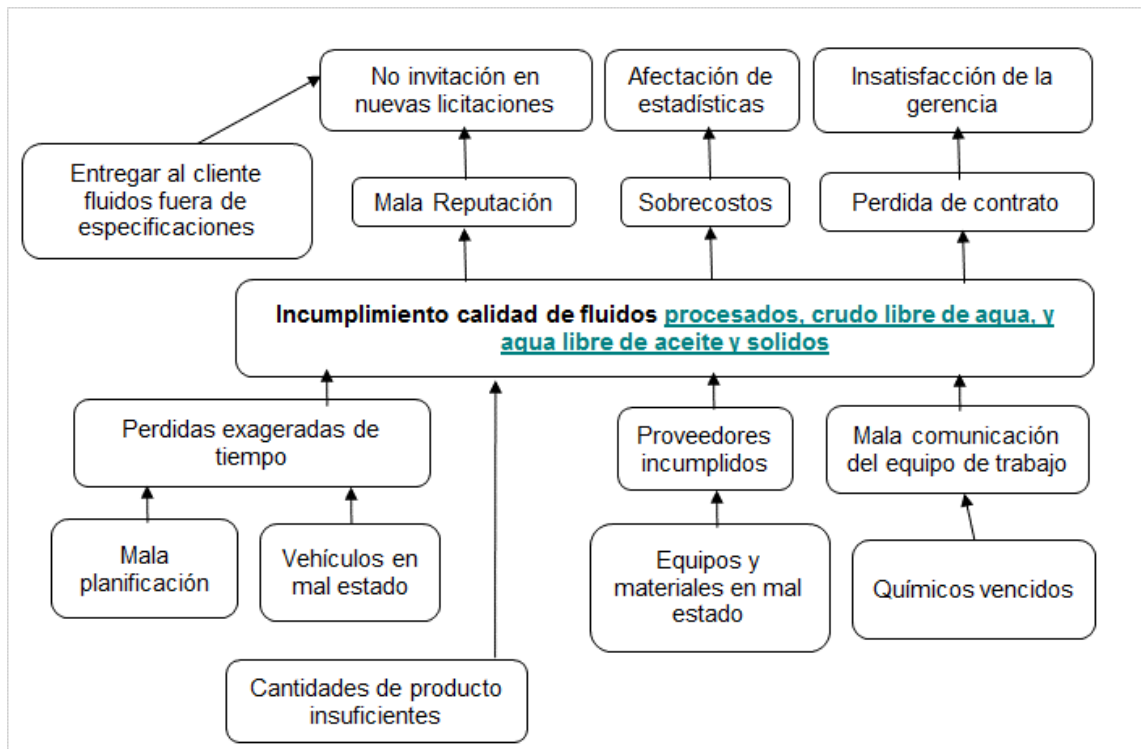 No invitación en
nuevas licitaciones
Afectación de
estadísticas
Insatisfacción de la
gerencia
Entregar al cliente
fluidos fuera de
especificaciones
Mala Reputación
Sobrecostos
Perdida de contrato
Incumplimiento calidad de fluidos procesados, crudo libre de agua, y
agua libre de aceite y solidos
Perdidas exageradas de
tiempo
Proveedores
incumplidos
Mala comunicación
del equipo de trabajo
Mala
planificación
Vehículos en
mal estado
Equipos y
materiales en mal
estado
Químicos vencidos
Cantidades de producto
insuficientes